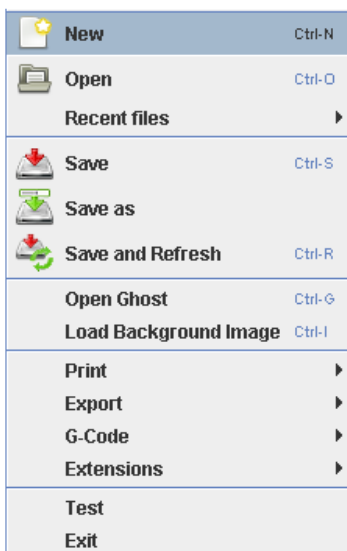 New Ctrl-N
Open Ctrl-O
Recent files
Save Ctrl-S
Save as
Save and Refresh Ctrl-R
Open Ghost Ctrl-G
Load Background Image Ctrl-I
Print
Export
G-Code
Extensions
Test
Exit